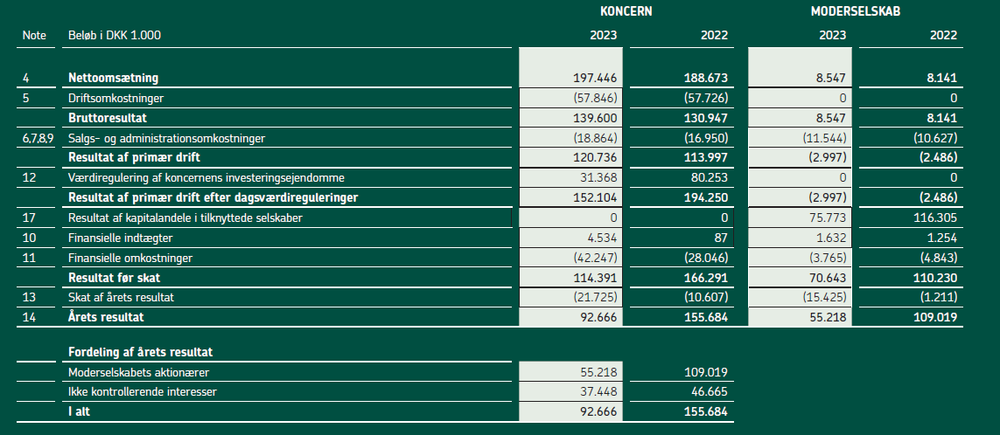 KONCERN MODERSELSKAB
Note Beløb i DKK 1.000 2023 2022 2023 2022
4 Nettoomsætning 197.446 188.673 8.547 8.141
5 Driftsomkostninger (57.846) (57.726) 0 0
Bruttoresultat 139.600 130.947 8.547 8.141
6,7,8,9 Salgs- og administrationsomkostninger (18.864) (16.950) (11.544) (10.627)
Resultat af primær drift 120.736 113.997 (2.997) (2.486)
12 Værdiregulering af koncernens investeringsejendomme 31.368 80.253 0 0
Resultat af primær drift efter dagsværdireguleringer 152.104 194.250 (2.997) (2.486)
17 Resultat af kapitalandele i tilknyttede selskaber 0 0 75.773 116.305
10 Finansielle indtægter 4.534 87 1.632 1.254
11 Finansielle omkostninger (42.247) (28.046) (3.765) (4.843)
Resultat før skat 114.391 166.291 70.643 110.230
13 Skat af årets resultat (21.725) (10.607) (15.425) (1.211)
14 Årets resultat 92.666 155.684 55.218 109.019
Fordeling af årets resultat
Moderselskabets aktionærer 55.218 109.019
Ikke kontrollerende interesser 37.448 46.665
I alt 92.666 155.684